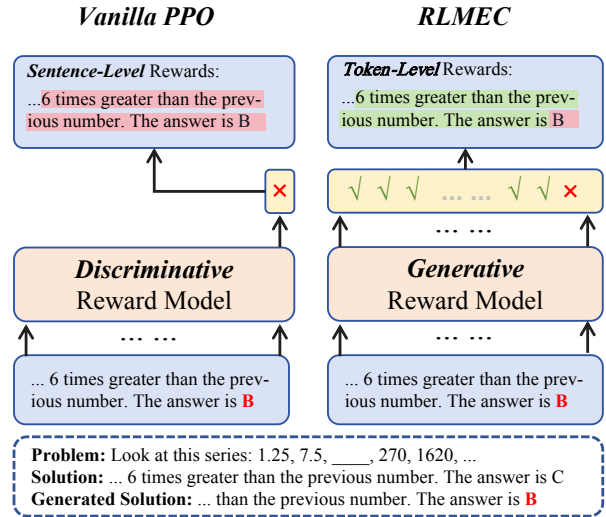 Vanilla PPO
Sentence-Level Rewards:
...6 times greater than the prev-
ious number. The answer is B
×
Discriminative
Reward Model
... ...
... 6 times greater than the prev-
ious number. The answer is B
RLMEC
Token-Level Rewards:
...6 times greater than the prev-
ious number. The answer is B
√ √ √ ... ... √ √ ×
... ...
Generative
Reward Model
... ...
... 6 times greater than the prev-
ious number. The answer is B
Problem: Look at this series: 1.25, 7.5, ____, 270, 1620, ...
Solution: ... 6 times greater than the previous number. The answer is C
Generated Solution: ... than the previous number. The answer is B